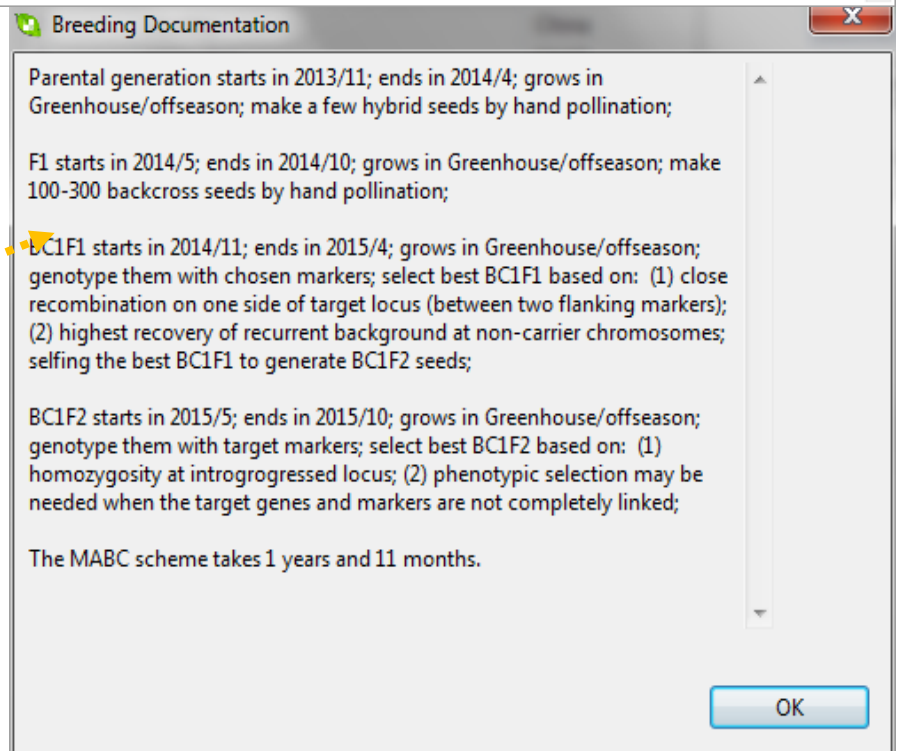 Breeding Documentation
China
X
Parental generation starts in 2013/11; ends in 2014/4; grows in
Greenhouse/offseason; make a few hybrid seeds by hand pollination;
F1 starts in 2014/5; ends in 2014/10; grows in Greenhouse/offseason; make
100-300 backcross seeds by hand pollination;
BC1F1 starts in 2014/11; ends in 2015/4; grows in Greenhouse/offseason;
genotype them with chosen markers; select best BC1F1 based on:  (1) close
recombination on one side of target locus (between two flanking markers);
(2) highest recovery of recurrent background at non-carrier chromosomes;
selfing the best BC1F1 to generate BC1F2 seeds;
BC1F2 starts in 2015/5; ends in 2015/10; grows in Greenhouse/offseason;
genotype them with target markers; select best BC1F2 based on:  (1)
homozygosity at introgrogressed locus; (2) phenotypic selection may be
needed when the target genes and markers are not completely linked;
The MABC scheme takes 1 years and 11 months.
OK